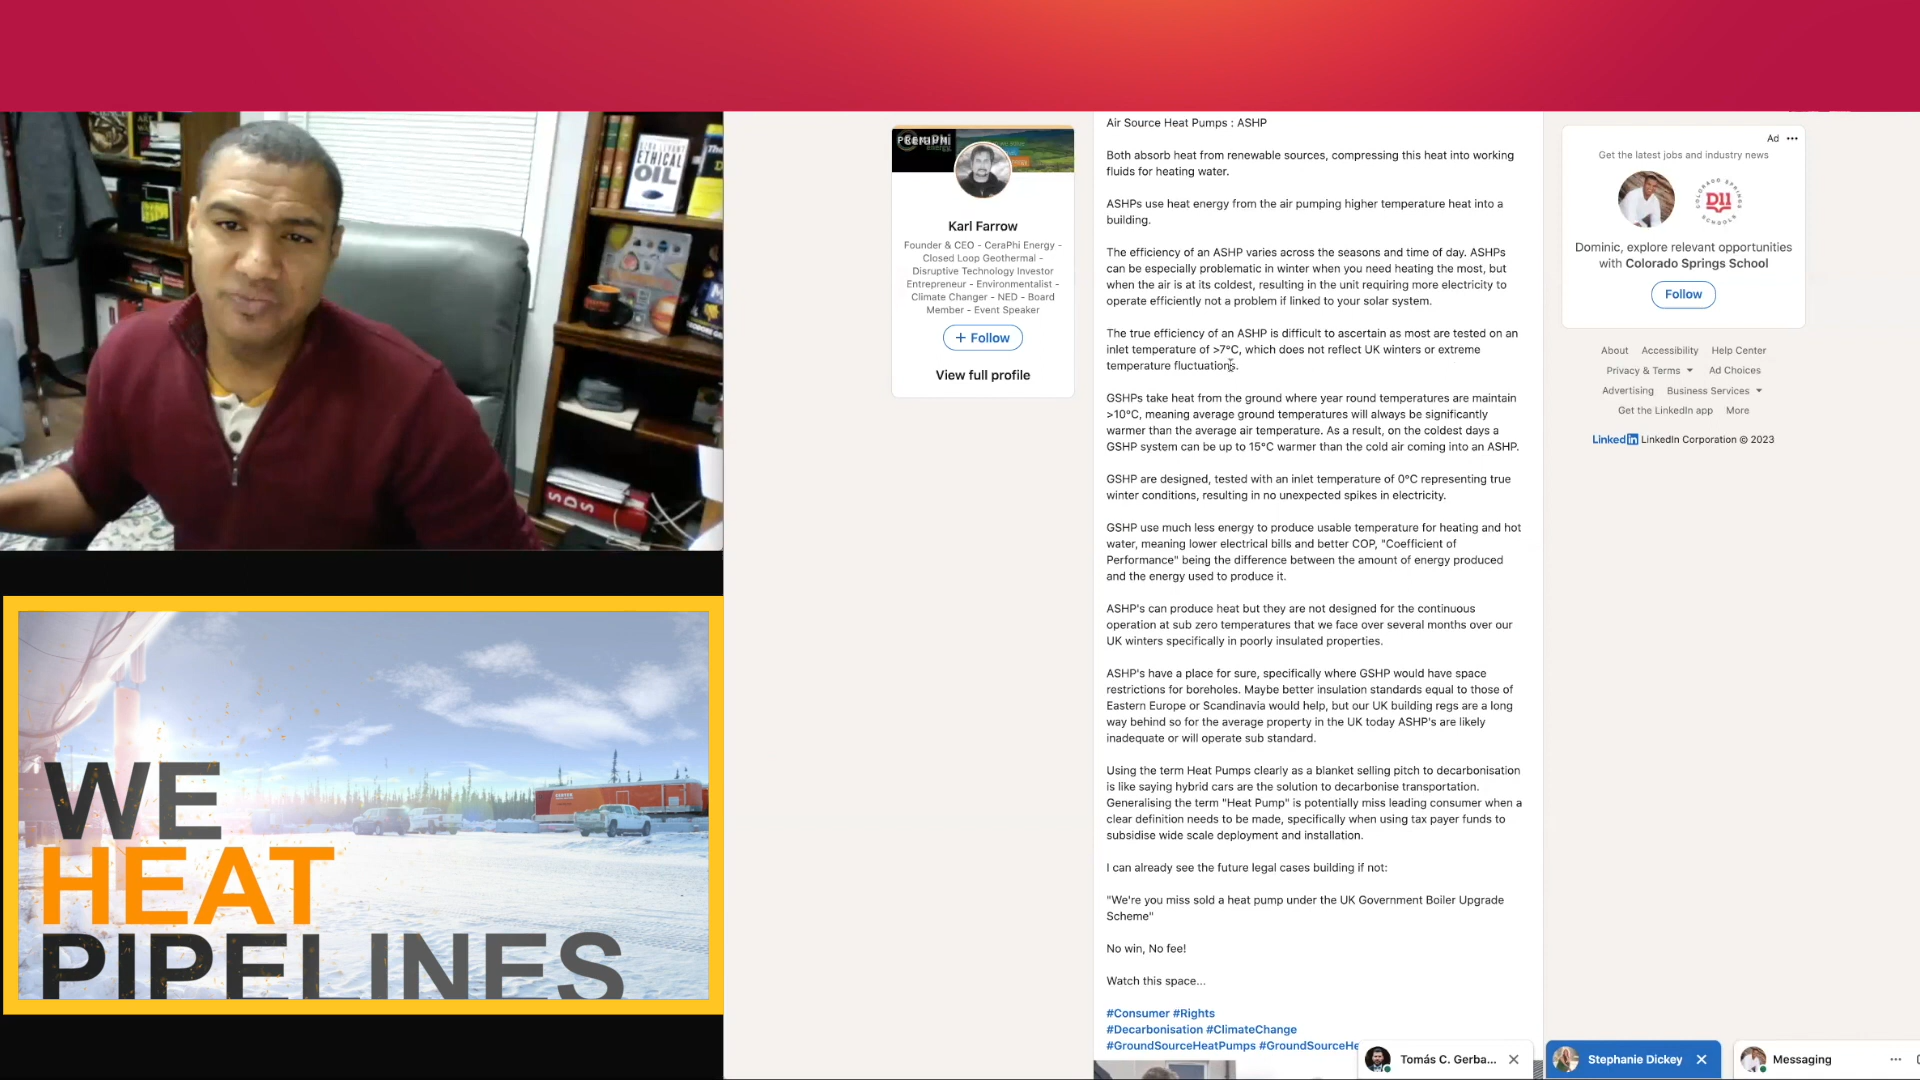 ETHICAL
OIL
WE
HEAT
PIPELINES
Karl Farrow
Founder & CEO - CeraPhi Energy -
Closed Loop Geothermal -
Disruptive Technology Investor
Entrepreneur - Environmentalist -
Climate Changer - NED - Board
Member - Event Speaker
+ Follow
View full profile
Air Source Heat Pumps : ASHP
Both absorb heat from renewable sources, compressing this heat into working
fluids for heating water.
ASHPs use heat energy from the air pumping higher temperature heat into a
building.
The efficiency of an ASHP varies across the seasons and time of day. ASHPs
can be especially problematic in winter when you need heating the most, but
when the air is at its coldest, resulting in the unit requiring more electricity to
operate efficiently not a problem if linked to your solar system.
The true efficiency of an ASHP is difficult to ascertain as most are tested on an
inlet temperature of >7°C, which does not reflect UK winters or extreme
temperature fluctuations.
GSHPs take heat from the ground where year round temperatures are maintain
>10°C, meaning average ground temperatures will always be significantly
warmer than the average air temperature. As a result, on the coldest days a
GSHP system can be up to 15°C warmer than the cold air coming into an ASHP.
GSHP are designed, tested with an inlet temperature of 0°C representing true
winter conditions, resulting in no unexpected spikes in electricity.
GSHP use much less energy to produce usable temperature for heating and hot
water, meaning lower electrical bills and better COP, "Coefficient of
Performance" being the difference between the amount of energy produced
and the energy used to produce it.
ASHP's can produce heat but they are not designed for the continuous
operation at sub zero temperatures that we face over several months over our
UK winters specifically in poorly insulated properties.
ASHP's have a place for sure, specifically where GSHP would have space
restrictions for boreholes. Maybe better insulation standards equal to those of
Eastern Europe or Scandinavia would help, but our UK building regs are a long
way behind so for the average property in the UK today ASHP's are likely
inadequate or will operate sub standard.
Using the term Heat Pumps clearly as a blanket selling pitch to decarbonisation
is like saying hybrid cars are the solution to decarbonise transportation.
Generalising the term "Heat Pump" is potentially miss leading consumer when a
clear definition needs to be made, specifically when using tax payer funds to
subsidise wide scale deployment and installation.
I can already see the future legal cases building if not:
"We're you miss sold a heat pump under the UK Government Boiler Upgrade
Scheme"
No win, No fee!
Watch this space...
#Consumer #Rights
#Decarbonisation #ClimateChange
#GroundSourceHeatPumps #GroundSourceHe
Ad
Get the latest jobs and industry news
COLORADO SPRINGS
D11
SCHOOLS
Dominic, explore relevant opportunities
with Colorado Springs School
Follow
About Accessibility Help Center
Privacy & Terms Ad Choices
Advertising Business Services
Get the LinkedIn app More
Linked in LinkedIn Corporation © 2023
Tomás C. Gerba...
Stephanie Dickey
Messaging